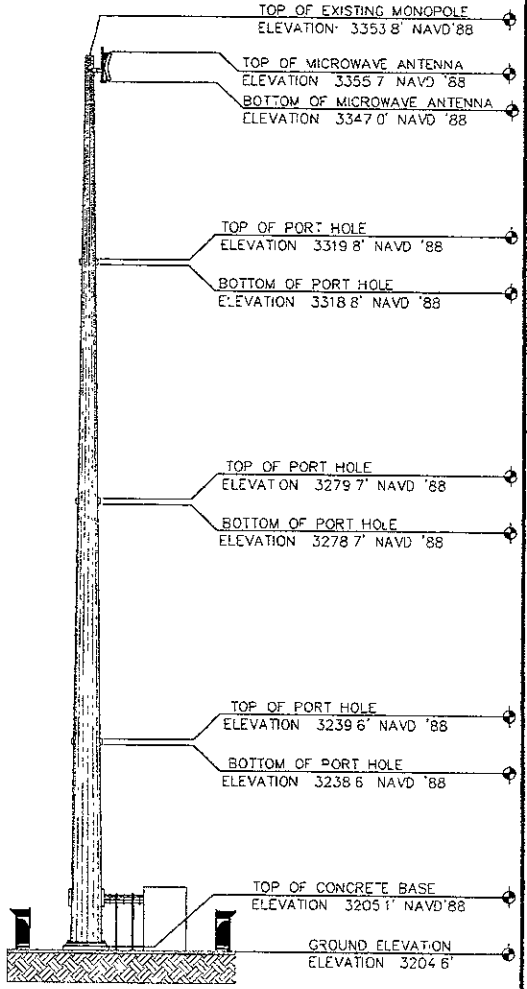 TOP OF EXISTING MONOPOLE
ELEVATION 3353 8' NAVD'88
TOP OF MICROWAVE ANTENNA
ELEVATION 3355 7' NAVD '88
BOTTOM OF MICROWAVE ANTENNA
ELEVATION 3347 0' NAVD '88
TOP OF PORT HOLE
ELEVATION 3319 8' NAVD '88
BOTTOM OF PORT HOLE
ELEVATION 3318 8' NAVD '88
TOP OF PORT HOLE
ELEVAT ON 3279 7' NAVD '88
BOTTOM OF PORT HOLE
ELEVATION 3278 7' NAVD '88
TOP OF PORT HOLE
ELEVATION 3239 6' NAVD '88
BOTTOM OF PORT HOLE
ELEVATION 3238 6 NAVD '88
TOP OF CONCRETE BASE
ELEVATION 3205 1' NAVD'88
GROUND ELEVATION
ELEVATION 3204 6'